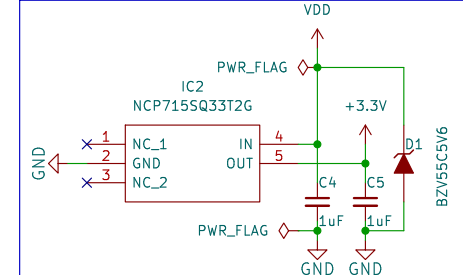 VDD
PWR_FLAG
IC2
NCP715SQ33T2G
+3.3V
1
NC_1
IN
4
GND
2
GND
OUT
5
3
NC_2
D1
BZV55C5V6
C4
C5
1uF
1uF
PWR_FLAG
GND
GND